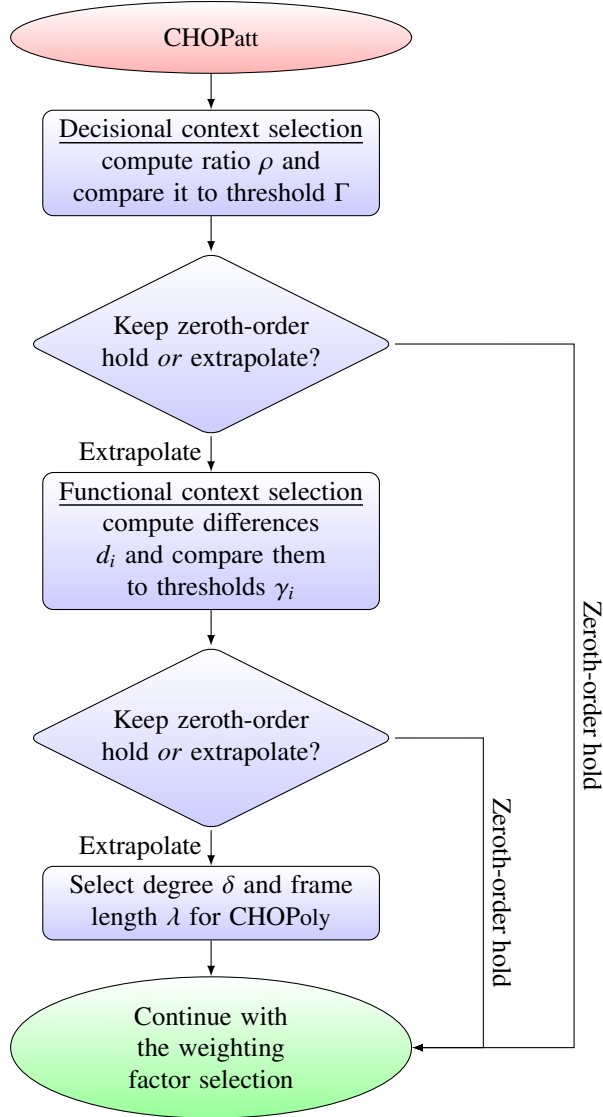 CHOPatt
Decisional context selection
compute ratio ρ and
compare it to threshold Γ
Keep zeroth-order
hold or extrapolate?
Extrapolate
Functional context selection
compute differences
dᵢ and compare them
to thresholds γᵢ
Zeroth-order hold
Keep zeroth-order
hold or extrapolate?
Zeroth-order hold
Extrapolate
Select degree δ and frame
length λ for CHOPoly
Continue with
the weighting
factor selection